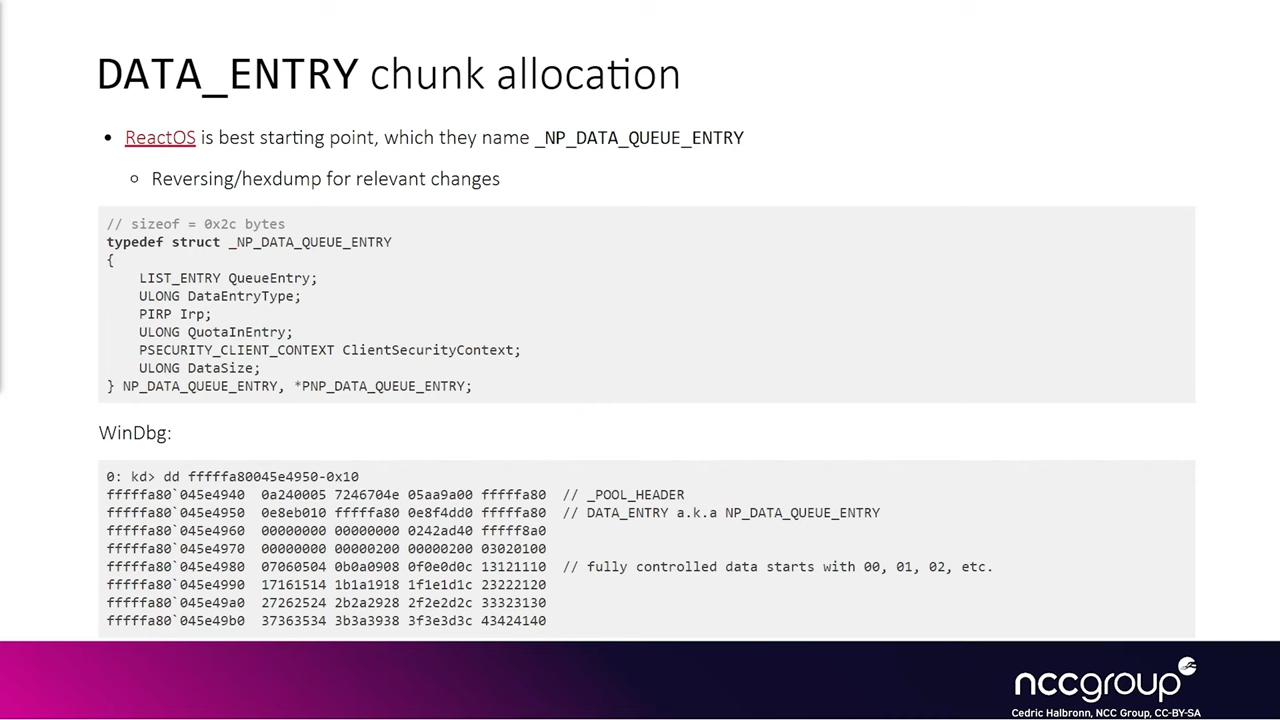 DATA_ENTRY chunk allocation
• ReactOS is best starting point, which they name _NP_DATA_QUEUE_ENTRY
○ Reversing/hexdump for relevant changes
// sizeof = 0x2c bytes
typedef struct _NP_DATA_QUEUE_ENTRY
{
    LIST_ENTRY QueueEntry;
    ULONG DataEntryType;
    PIRP Irp;
    ULONG QuotaInEntry;
    PSECURITY_CLIENT_CONTEXT ClientSecurityContext;
    ULONG DataSize;
} NP_DATA_QUEUE_ENTRY, *PNP_DATA_QUEUE_ENTRY;
WinDbg:
0: kd> dd fffffa80045e4950-0x10
fffffa80`045e4940  0a240005 7246704e 05aa9a00 fffffa80  // _POOL_HEADER
fffffa80`045e4950  0e8eb010 fffffa80 0e8f4dd0 fffffa80  // DATA_ENTRY a.k.a NP_DATA_QUEUE_ENTRY
fffffa80`045e4960  00000000 00000000 0242ad40 fffff8a0
fffffa80`045e4970  00000000 00000200 00000200 03020100
fffffa80`045e4980  07060504 0b0a0908 0f0e0d0c 13121110  // fully controlled data starts with 00, 01, 02, etc.
fffffa80`045e4990  17161514 1b1a1918 1f1e1d1c 23222120
fffffa80`045e49a0  27262524 2b2a2928 2f2e2d2c 33323130
fffffa80`045e49b0  37363534 3b3a3938 3f3e3d3c 43424140
nccgroup
Cedric Halbronn, NCC Group, CC-BY-SA